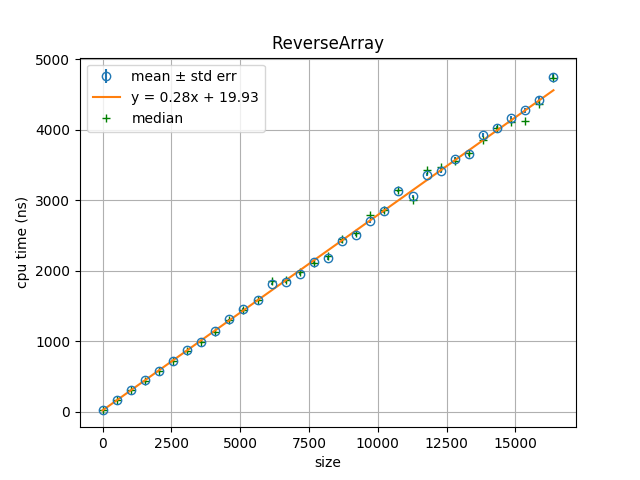 ReverseArray
5000
4000
3000
2000
1000
0
cpu time (ns)
mean ± std err
y = 0.28x + 19.93
median
0 2500 5000 7500 10000 12500 15000
size